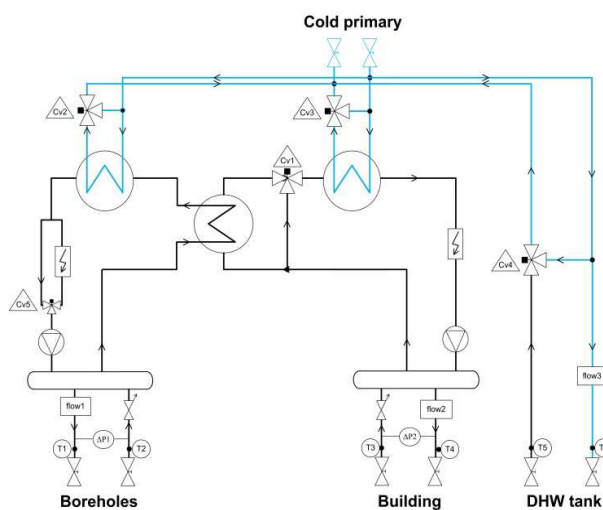 Cold primary
Cv2
Cv3
Cv1
Cv4
Cv5
flow3
flow1
flow2
ΔP1
ΔP2
T1
T2
T3
T4
T5
Boreholes
Building
DHW tank